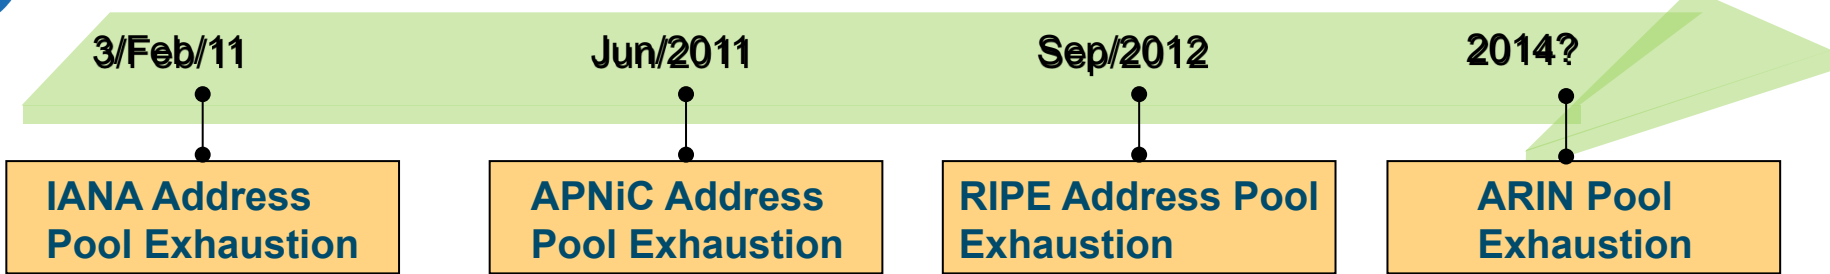 3/Feb/11
Jun/2011
Sep/2012
2014?
IANA Address
Pool Exhaustion
APNiC Address
Pool Exhaustion
RIPE Address Pool
Exhaustion
ARIN Pool
Exhaustion